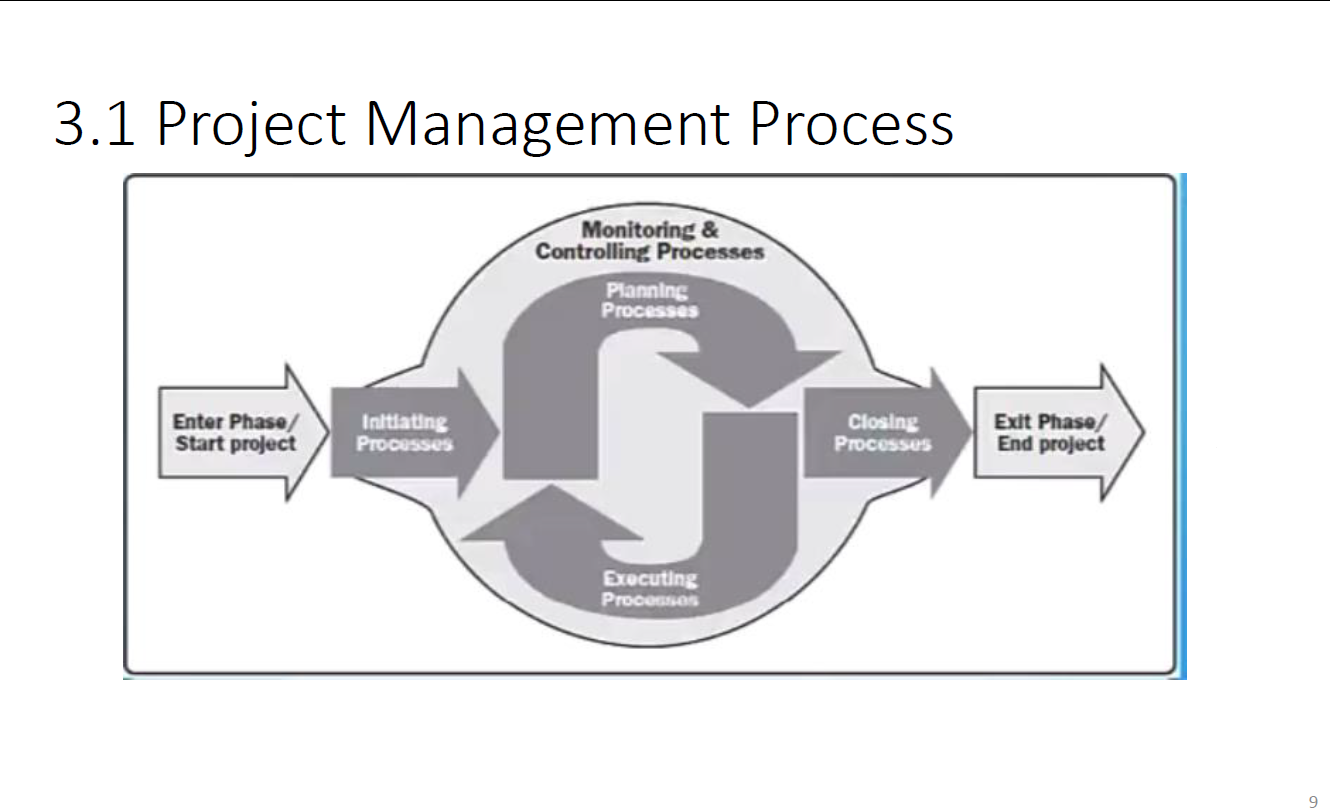 3.1 Project Management Process
Monitoring &
Controlling Processes
Planning
Processes
Enter Phase/
Start project
Initiating
Processes
Closing
Processes
Exit Phase/
End project
Executing
Processes
9